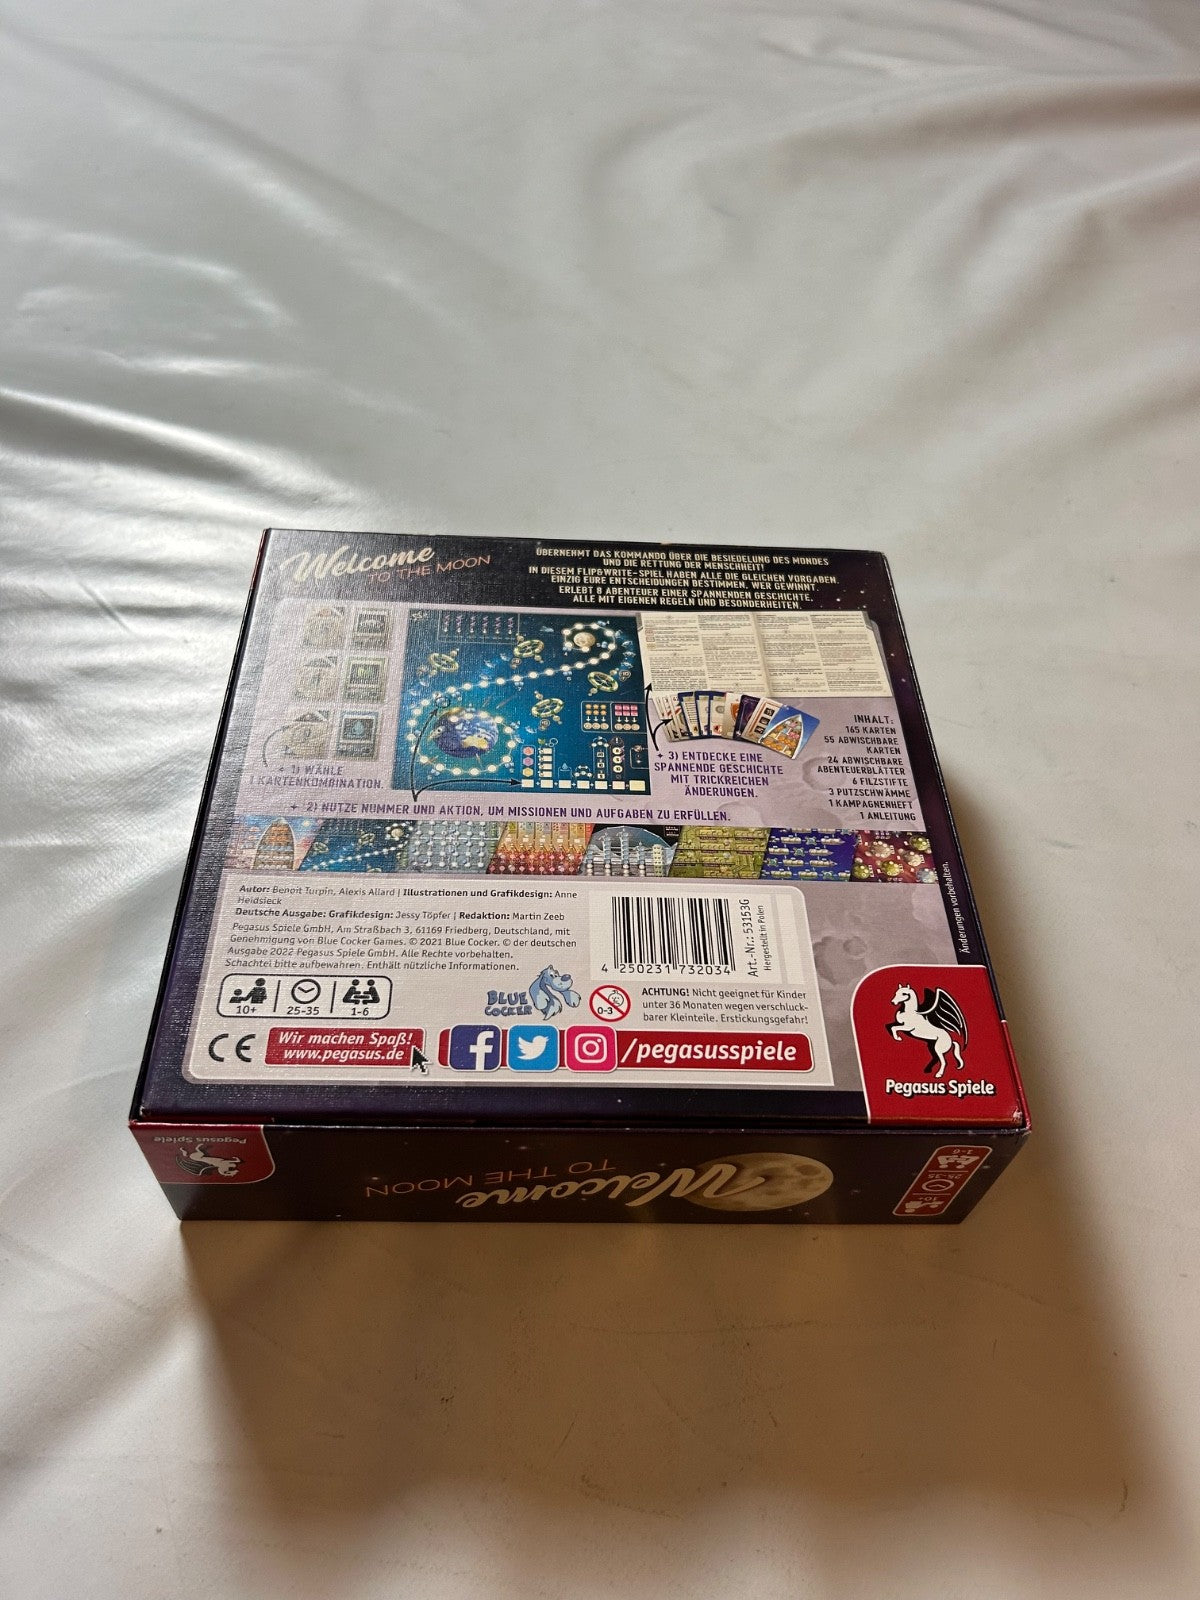 Welcome
TO THE MOON
ÜBERNEHMT DAS KOMMANDO ÜBER DIE BESIEDELUNG DES MONDES
UND DIE RETTUNG DER MENSCHHEIT!
IN DIESEM FLIP&WRITE-SPIEL HABEN ALLE DIE GLEICHEN VORGABEN.
EINZIG EURE ENTSCHEIDUNGEN BESTIMMEN, WER GEWINNT.
ERLEBT 8 ABENTEUER EINER SPANNENDEN GESCHICHTE,
ALLE MIT EIGENEN REGELN UND BESONDERHEITEN.
1) WÄHLE
1 KARTENKOMBINATION.
2) NUTZE NUMMER UND AKTION, UM MISSIONEN UND AUFGABEN ZU ERFÜLLEN.
3) ENTDECKE EINE
SPANNENDE GESCHICHTE
MIT TRICKREICHEN
ÄNDERUNGEN.
INHALT:
165 KARTEN
55 ABWISCHBARE
KARTEN
24 ABWISCHBARE
ABENTEUERBLÄTTER
6 FILZSTIFTE
3 PUTZSCHWÄMME
1 KAMPAGNENHEFT
1 ANLEITUNG
Autor: Benoit Turpin, Alexis Allard | Illustrationen und Grafikdesign: Anne
Heidsieck
Deutsche Ausgabe: Grafikdesign: Jessy Töpfer | Redaktion: Martin Zeeb
Pegasus Spiele GmbH, Am Straßbach 3, 61169 Friedberg, Deutschland, mit
Genehmigung von Blue Cocker Games. © 2021 Blue Cocker. © der deutschen
Ausgabe 2022 Pegasus Spiele GmbH. Alle Rechte vorbehalten.
Schachtel bitte aufbewahren. Enthält nützliche Informationen.
10+ 25-35 1-6
4 250231 732034
Art.-Nr.: 53153G
Hergestellt in Polen
Änderungen vorbehalten.
BLUE
COCKER
0-3
ACHTUNG! Nicht geeignet für Kinder
unter 36 Monaten wegen verschluck-
barer Kleinteile. Erstickungsgefahr!
CE
Wir machen Spaß!
www.pegasus.de
/pegasusspiele
Pegasus Spiele
Pegasus Spiele
Welcome
TO THE MOON
10+
25-35
1-6